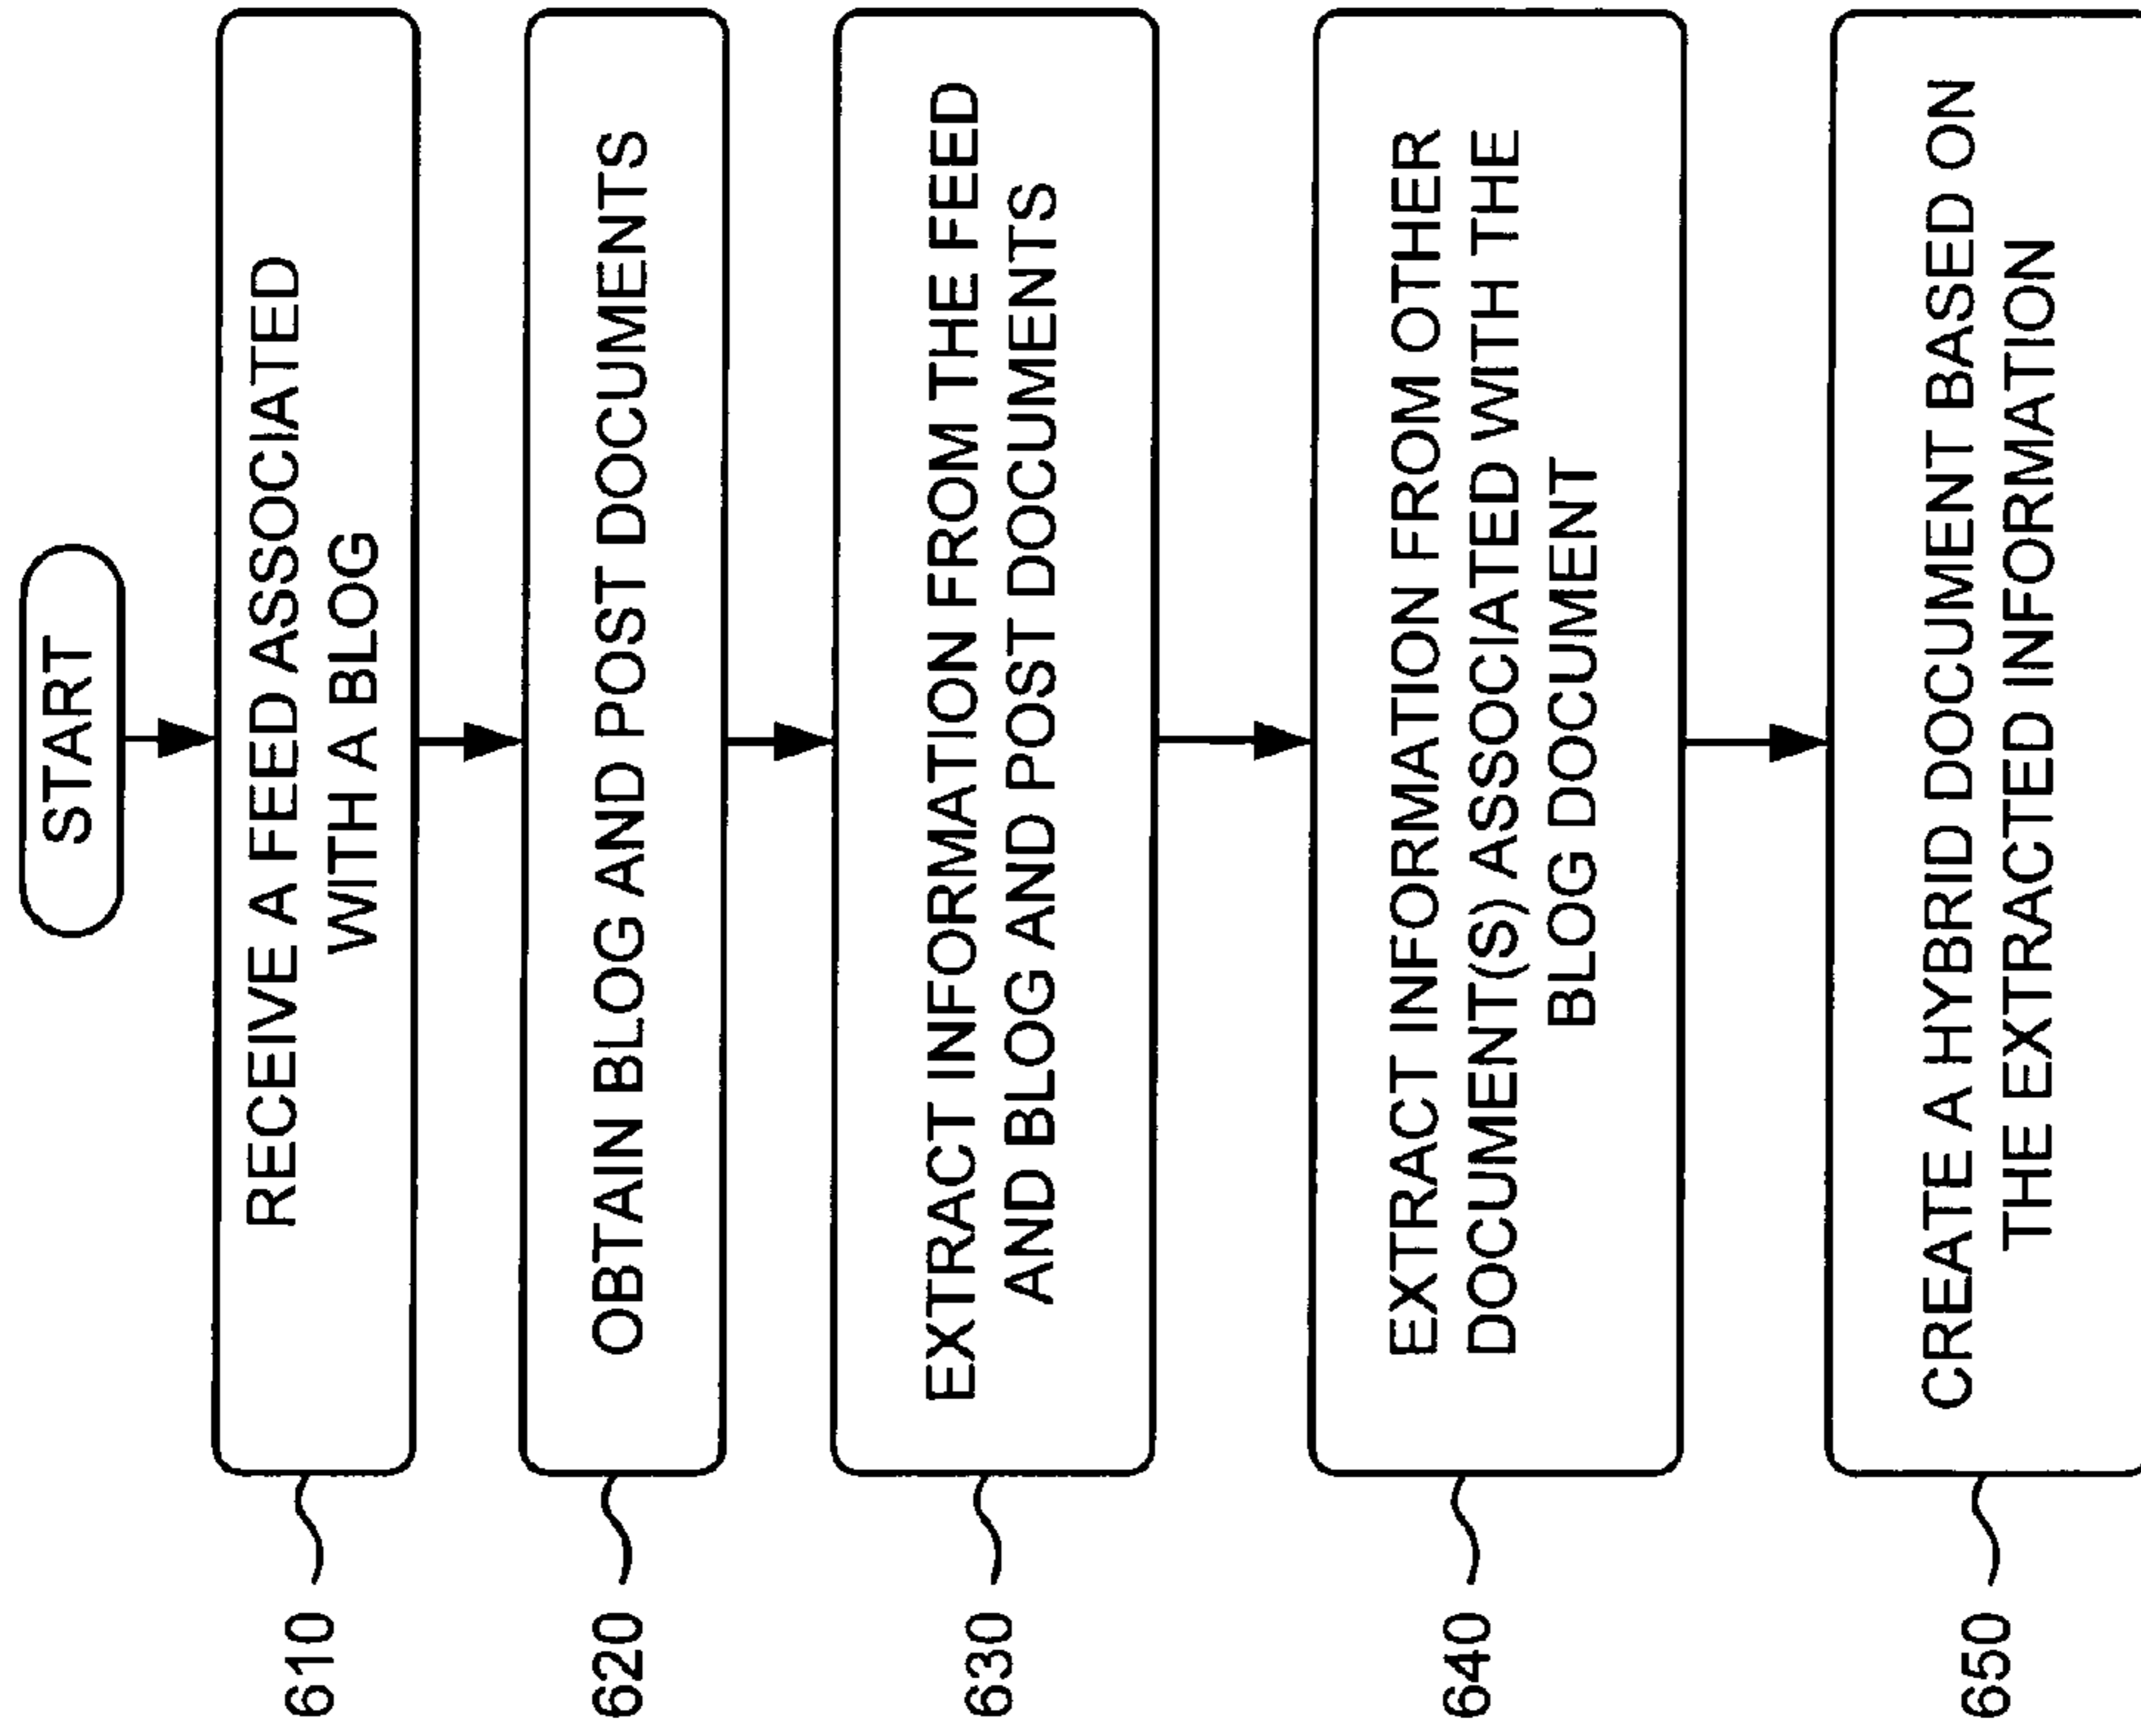 START
RECEIVE A FEED ASSOCIATED
WITH A BLOG
610
OBTAIN BLOG AND POST DOCUMENTS
620
EXTRACT INFORMATION FROM THE FEED
AND BLOG AND POST DOCUMENTS
630
EXTRACT INFORMATION FROM OTHER
DOCUMENT(S) ASSOCIATED WITH THE
BLOG DOCUMENT
640
CREATE A HYBRID DOCUMENT BASED ON
THE EXTRACTED INFORMATION
650